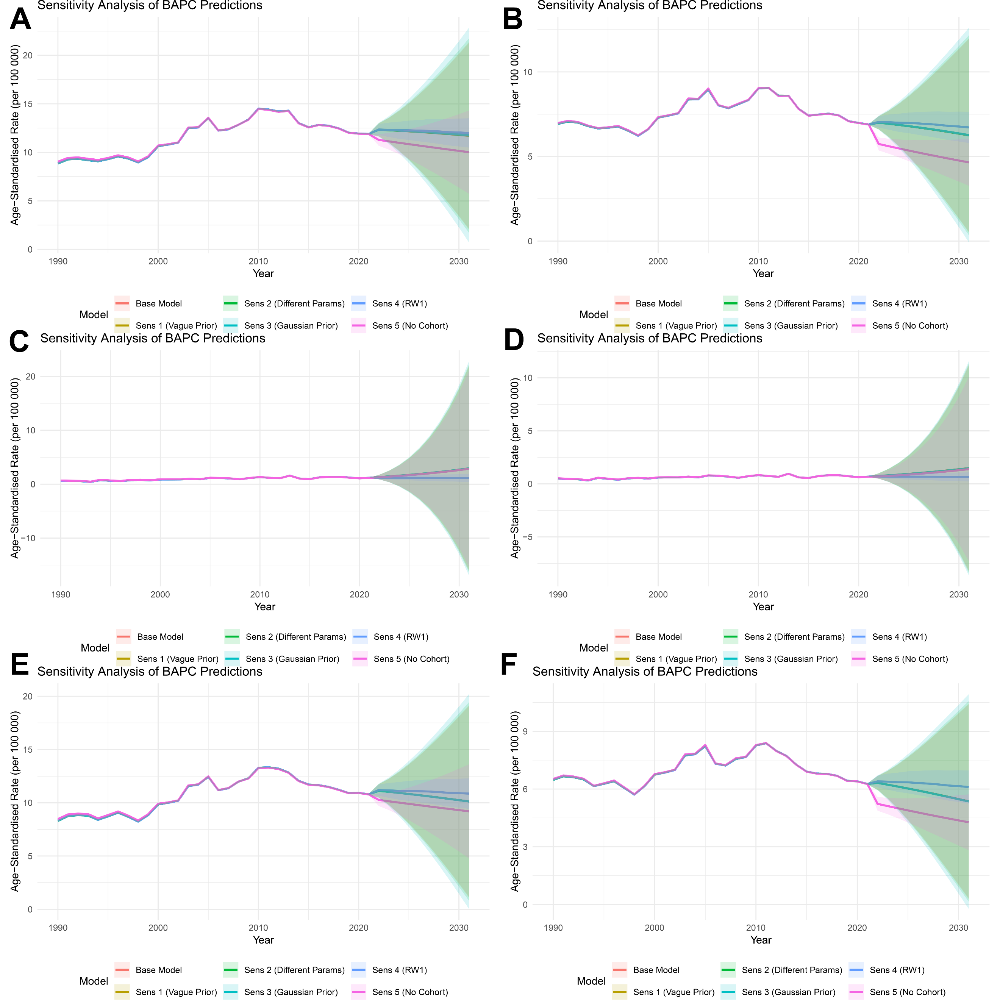 A
Sensitivity Analysis of BAPC Predictions
Age−Standardised Rate (per 100 000)
20
15
10
5
0
1990 2000 2010 2020 2030
Year
Model
Base Model Sens 2 (Different Params) Sens 4 (RW1)
Sens 1 (Vague Prior) Sens 3 (Gaussian Prior) Sens 5 (No Cohort)
B
Sensitivity Analysis of BAPC Predictions
Age−Standardised Rate (per 100 000)
10
5
0
1990 2000 2010 2020 2030
Year
Model
Base Model Sens 2 (Different Params) Sens 4 (RW1)
Sens 1 (Vague Prior) Sens 3 (Gaussian Prior) Sens 5 (No Cohort)
C
Sensitivity Analysis of BAPC Predictions
Age−Standardised Rate (per 100 000)
20
10
0
−10
1990 2000 2010 2020 2030
Year
Model
Base Model Sens 2 (Different Params) Sens 4 (RW1)
Sens 1 (Vague Prior) Sens 3 (Gaussian Prior) Sens 5 (No Cohort)
D
Sensitivity Analysis of BAPC Predictions
Age−Standardised Rate (per 100 000)
10
5
0
−5
1990 2000 2010 2020 2030
Year
Model
Base Model Sens 2 (Different Params) Sens 4 (RW1)
Sens 1 (Vague Prior) Sens 3 (Gaussian Prior) Sens 5 (No Cohort)
E
Sensitivity Analysis of BAPC Predictions
Age−Standardised Rate (per 100 000)
20
15
10
5
0
1990 2000 2010 2020 2030
Year
Model
Base Model Sens 2 (Different Params) Sens 4 (RW1)
Sens 1 (Vague Prior) Sens 3 (Gaussian Prior) Sens 5 (No Cohort)
F
Sensitivity Analysis of BAPC Predictions
Age−Standardised Rate (per 100 000)
9
6
3
0
1990 2000 2010 2020 2030
Year
Model
Base Model Sens 2 (Different Params) Sens 4 (RW1)
Sens 1 (Vague Prior) Sens 3 (Gaussian Prior) Sens 5 (No Cohort)